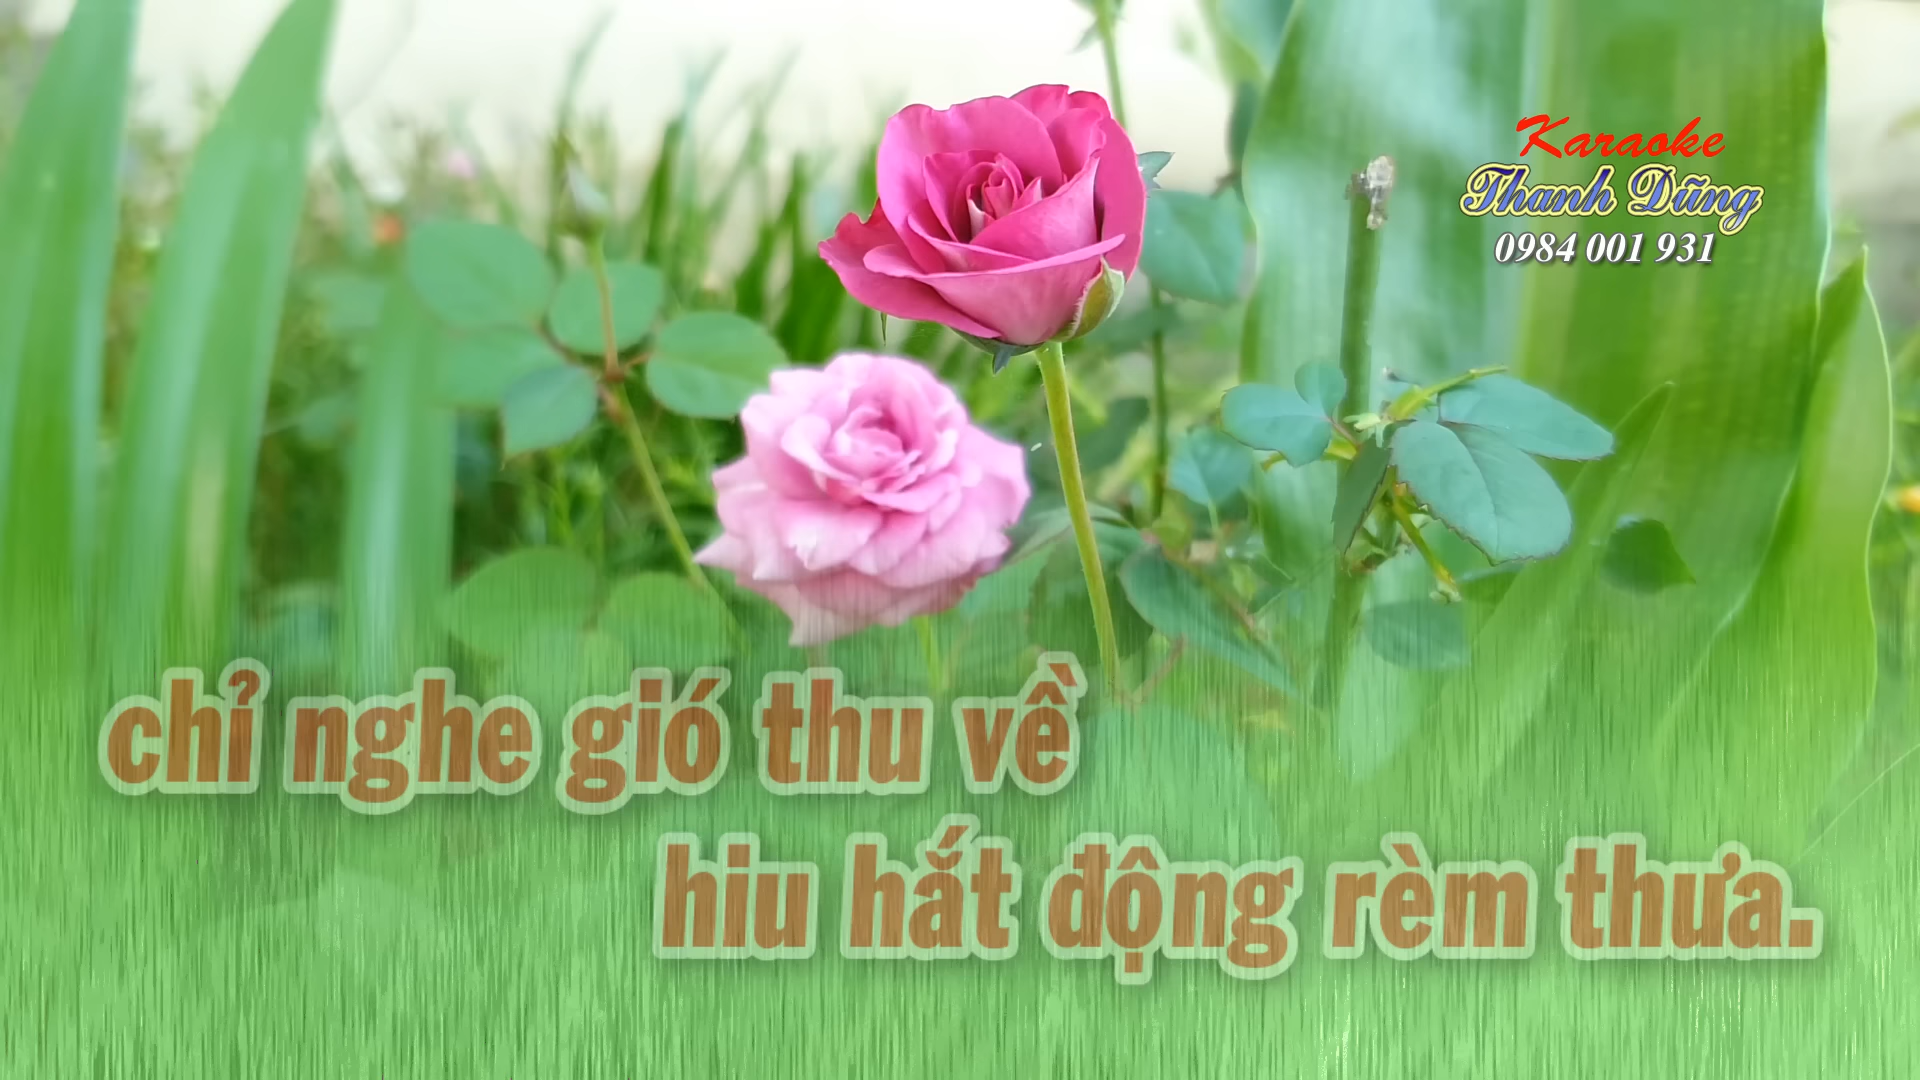 Karaoke
Thanh Dũng
0984 001 931
chỉ nghe gió thu về
hiu hắt động rèm thưa.